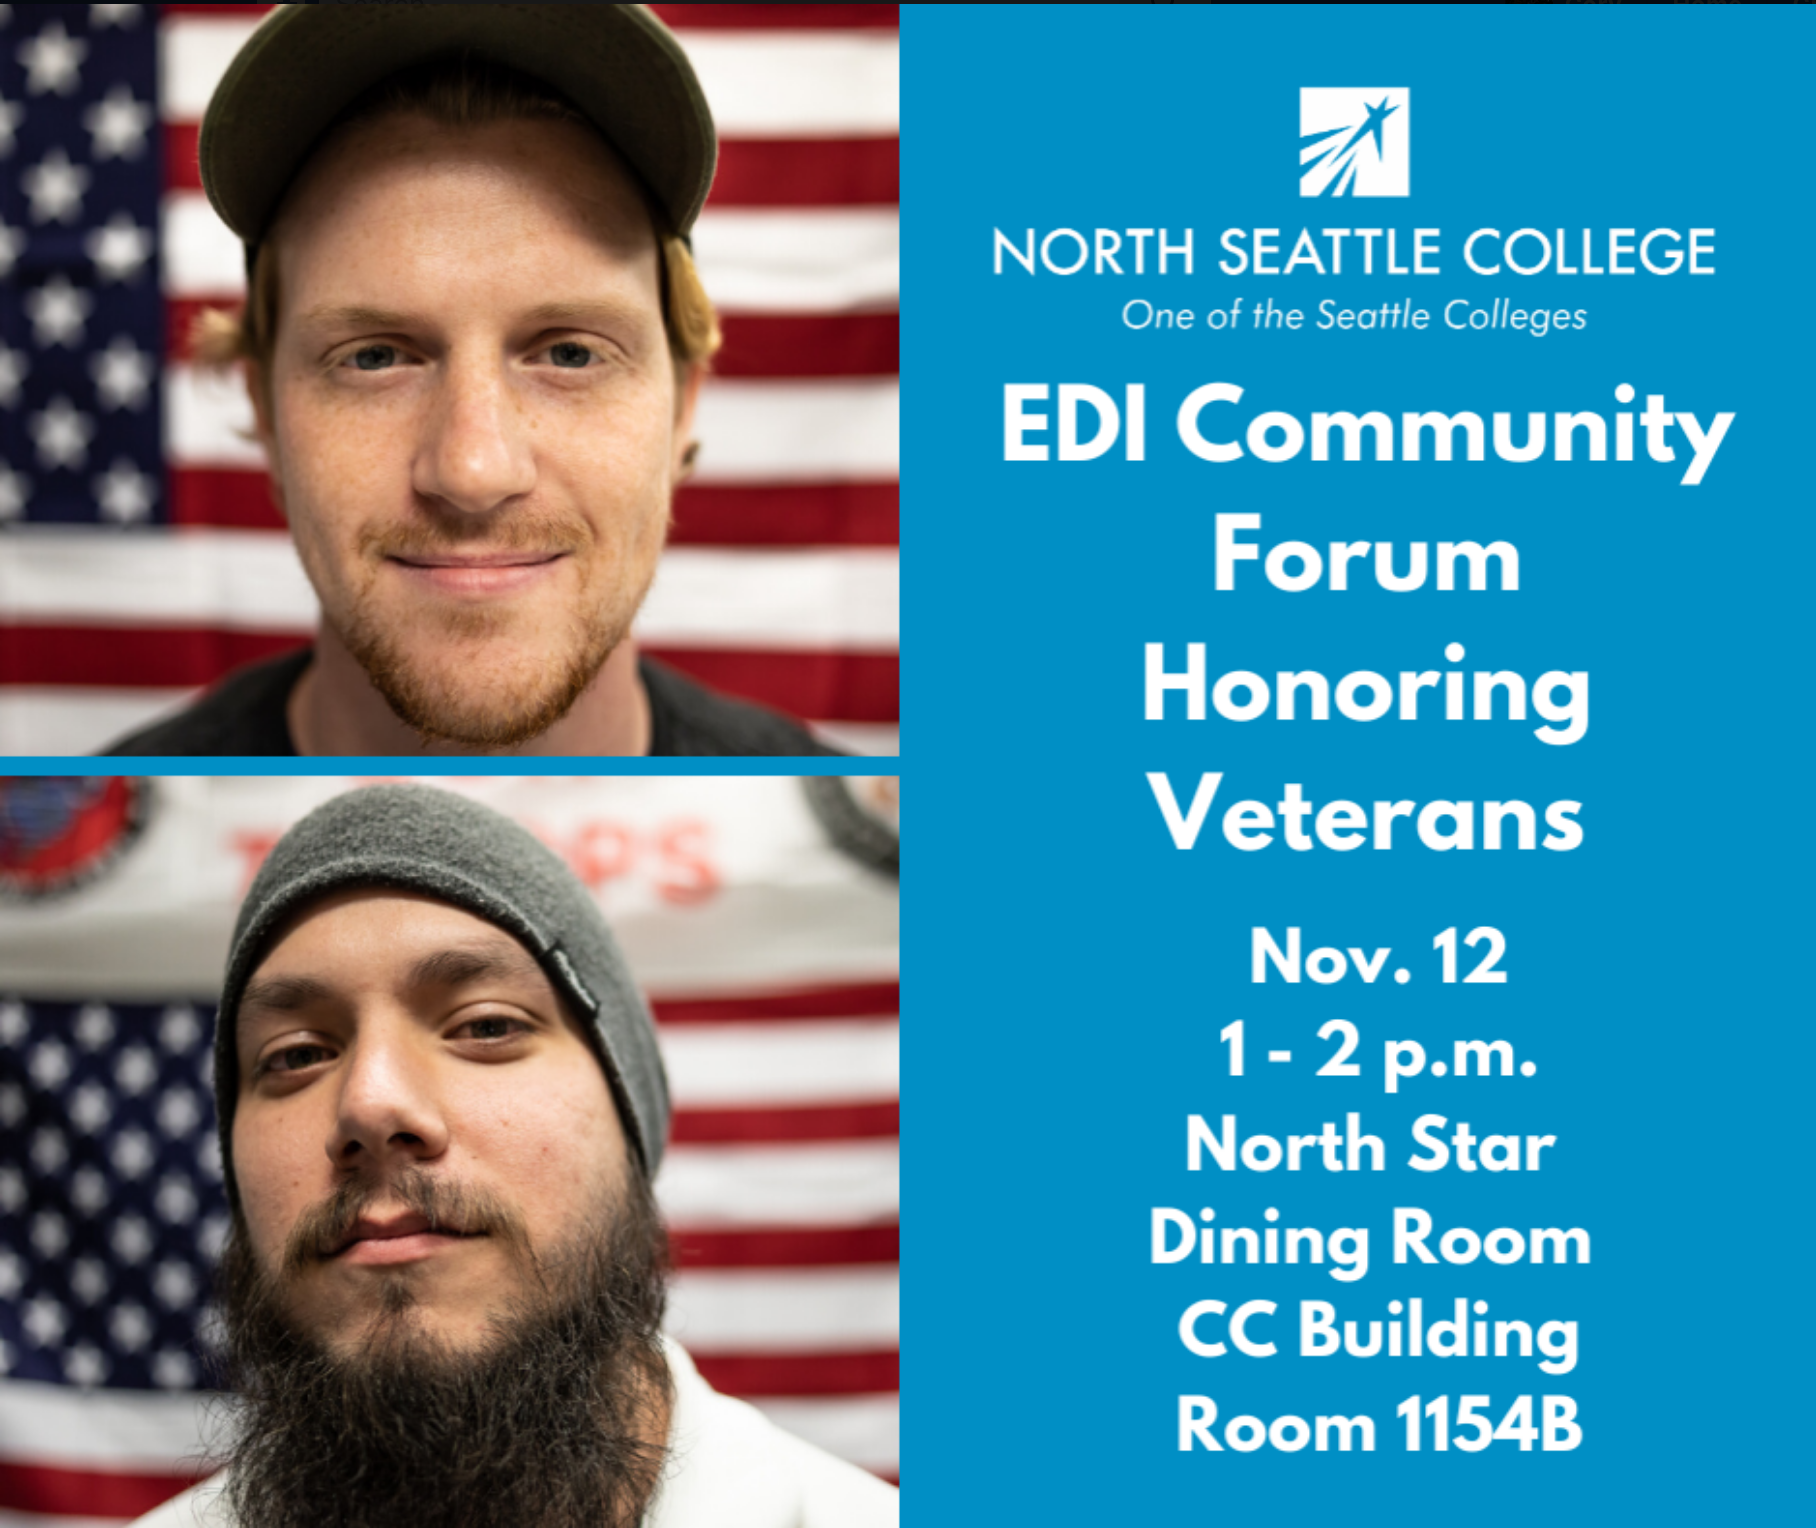 NORTH SEATTLE COLLEGE
One of the Seattle Colleges
EDI Community
Forum
Honoring
Veterans
Nov. 12
1 - 2 p.m.
North Star
Dining Room
CC Building
Room 1154B